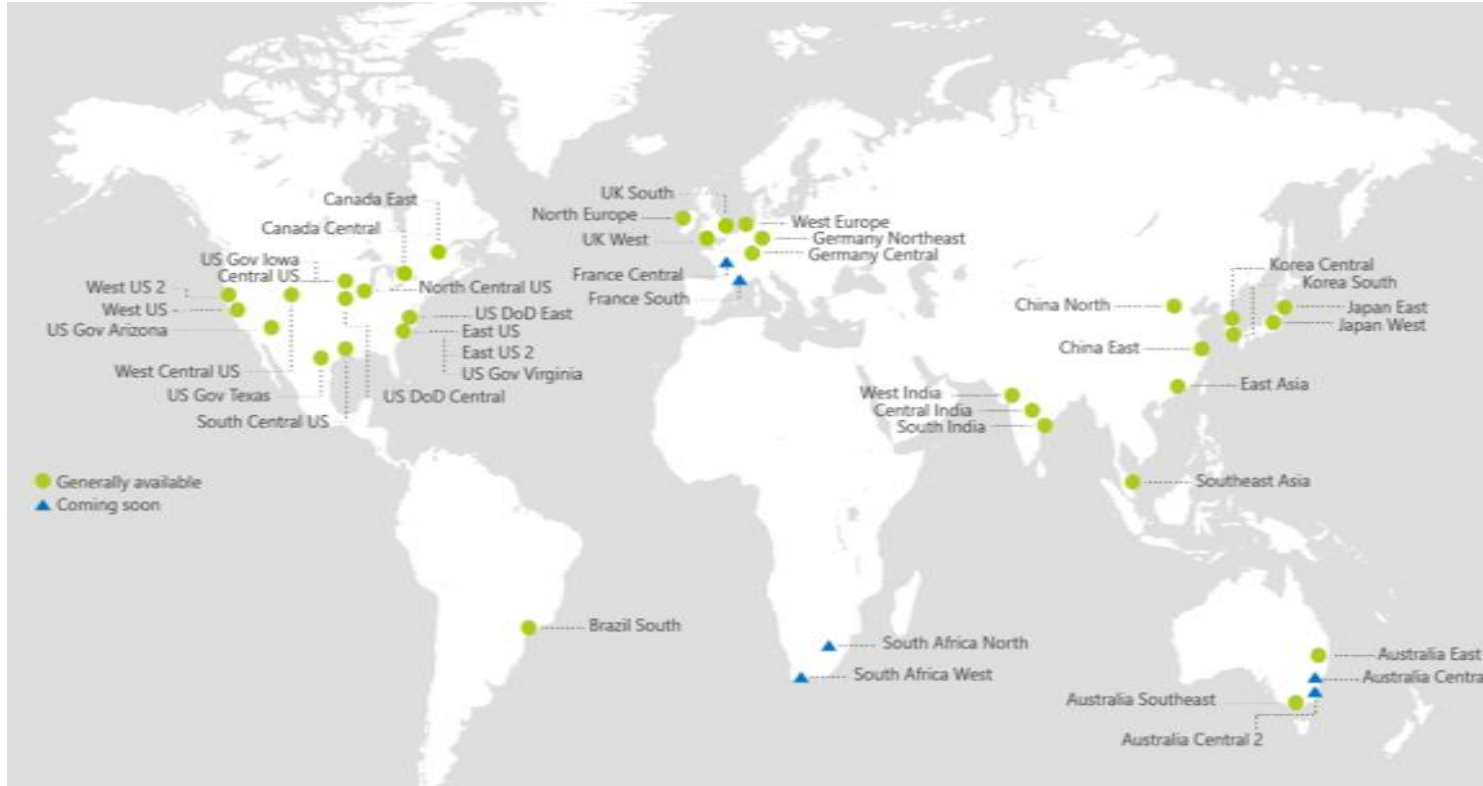 Canada East
Canada Central
US Gov Iowa
Central US
West US 2
West US
US Gov Arizona
West Central US
US Gov Texas
South Central US
North Central US
US DoD East
East US
East US 2
US Gov Virginia
US DoD Central
UK South
North Europe
UK West
West Europe
Germany Northeast
Germany Central
France Central
France South
Korea Central
Korea South
China North
Japan East
Japan West
China East
East Asia
West India
Central India
South India
Southeast Asia
Generally available
Coming soon
Brazil South
South Africa North
South Africa West
Australia East
Australia Centra
Australia Southeast
Australia Central 2